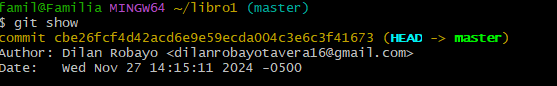 famil@Familia MINGW64 ~/libro1 (master)
$ git show
commit cbe26fcf4d42acd6e9e59ecda004c3e6c3f41673 (HEAD -> master)
Author: Dilan Robayo <dilanrobayotavera16@gmail.com>
Date:   Wed Nov 27 14:15:11 2024 -0500